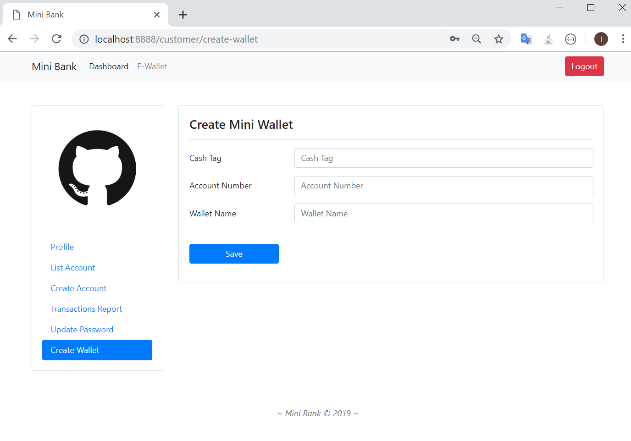 Mini Bank
localhost:8888/customer/create-wallet
I
Mini Bank Dashboard E-Wallet Logout
Create Mini Wallet
Cash Tag Cash Tag
Account Number Account Number
Wallet Name Wallet Name
Save
Profile
List Account
Create Account
Transactions Report
Update Password
Create Wallet
~ Mini Bank © 2019 ~